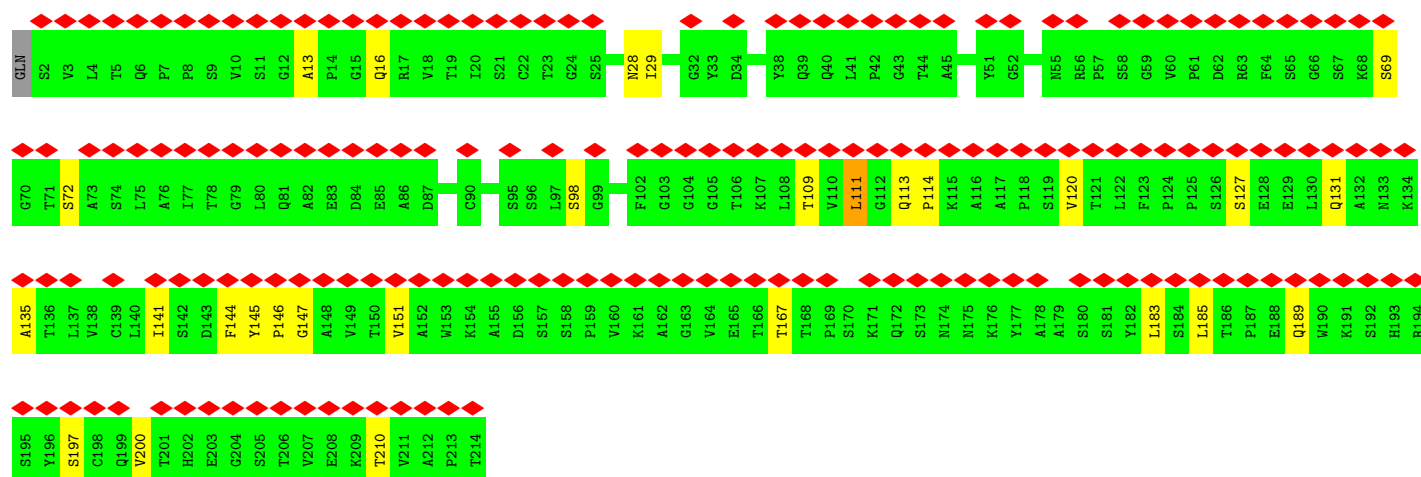 GLN S2 V3 L4 T5 Q6 P7 P8 S9 V10 S11 G12 A13 P14 G15 Q16 R17 V18 T19 I20 S21 C22 T23 G24 S25 N28 I29 G32 Y33 D34 Y38 Q39 Q40 L41 P42 G43 T44 A45 Y51 G52 N55 R56 P57 S58 G59 V60 P61 D62 R63 F64 S65 G66 S67 K68 S69
G70 T71 S72 A73 S74 L75 A76 I77 T78 G79 L80 Q81 A82 E83 D84 E85 A86 D87 C90 S95 S96 L97 S98 G99 F102 G103 G104 G105 T106 K107 L108 T109 V110 L111 G112 Q113 P114 K115 A116 A117 P118 S119 V120 T121 L122 F123 P124 P125 S126 S127 E128 E129 L130 Q131 A132 N133 K134
A135 T136 L137 V138 C139 L140 I141 S142 D143 F144 Y145 P146 G147 A148 V149 T150 V151 A152 W153 K154 A155 D156 S157 S158 P159 V160 K161 A162 G163 V164 E165 T166 T167 T168 P169 S170 K171 Q172 S173 N174 N175 K176 Y177 A178 A179 S180 S181 Y182 L183 S184 L185 T186 P187 E188 Q189 W190 K191 S192 H193 R194
S195 Y196 S197 C198 Q199 V200 T201 H202 E203 G204 S205 T206 V207 E208 K209 T210 V211 A212 P213 T214